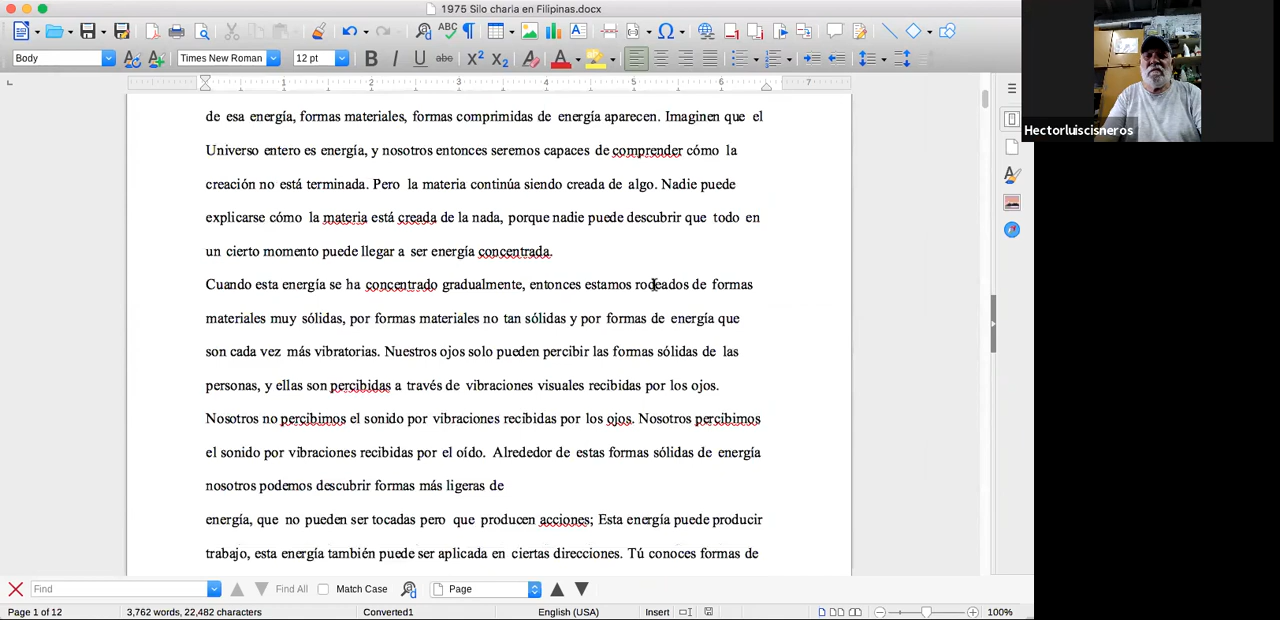 1975 Silo charia en Filipinas.docx
Body
Times New Roman
12 pt
1 2 3 4 5 6 7
de esa energía, formas materiales, formas comprimidas de energía aparecen. Imaginen que el
Universo entero es energía, y nosotros entonces seremos capaces de comprender cómo la
creación no está terminada. Pero la materia continúa siendo creada de algo. Nadie puede
explicarse cómo la materia está creada de la nada, porque nadie puede descubrir que todo en
un cierto momento puede llegar a ser energía concentrada.
Cuando esta energía se ha concentrado gradualmente, entonces estamos rodeados de formas
materiales muy sólidas, por formas materiales no tan sólidas y por formas de energía que
son cada vez más vibratorias. Nuestros ojos solo pueden percibir las formas sólidas de las
personas, y ellas son percibidas a través de vibraciones visuales recibidas por los ojos.
Nosotros no percibimos el sonido por vibraciones recibidas por los ojos. Nosotros percibimos
el sonido por vibraciones recibidas por el oído. Alrededor de estas formas sólidas de energía
nosotros podemos descubrir formas más ligeras de
energía, que no pueden ser tocadas pero que producen acciones; Esta energía puede producir
trabajo, esta energía también puede ser aplicada en ciertas direcciones. Tú conoces formas de
Find
Find All
Match Case
Page
Page 1 of 12
3,762 words, 22,482 characters
Converted1
English (USA)
Insert
100%
Hectorluiscisneros